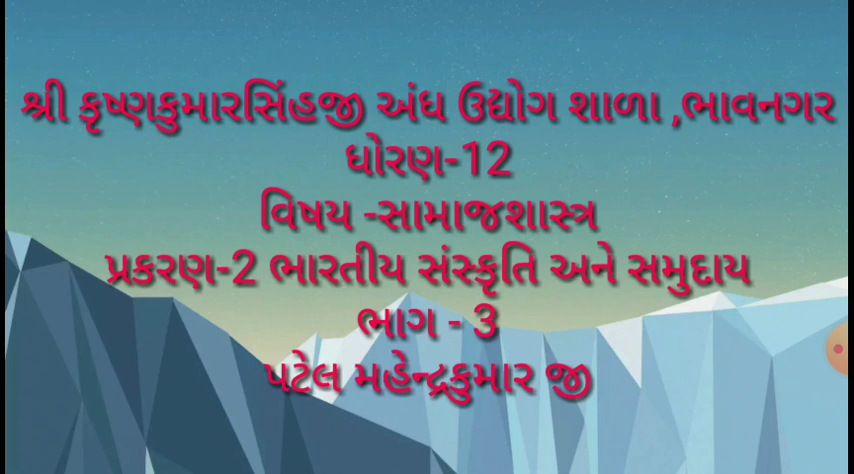 શ્રી કૃષ્ણકુમારસિંહજી અંધ ઉદ્યોગ શાળા ,ભાવનગર
ધોરણ-12
વિષય -સામાજશાસ્ત્ર
પ્રકરણ-2 ભારતીય સંસ્કૃતિ અને સમુદાય
ભાગ - 3
પટેલ મહેન્દ્રકુમાર જી